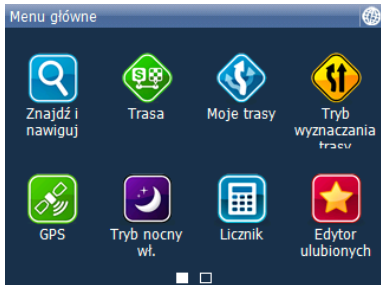 Menu główne
Znajdź i
nawiguj
Trasa
Moje trasy
Tryb
wyznaczania
trasy
GPS
Tryb nocny
wł.
Licznik
Edytor
ulubionych